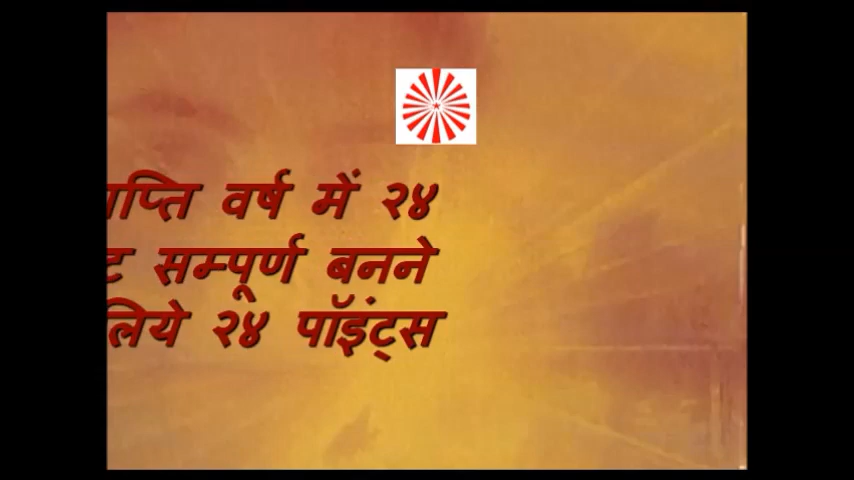 वर्ष में २४
सम्पूर्ण बनने
लिये २४ पॉइंट्स